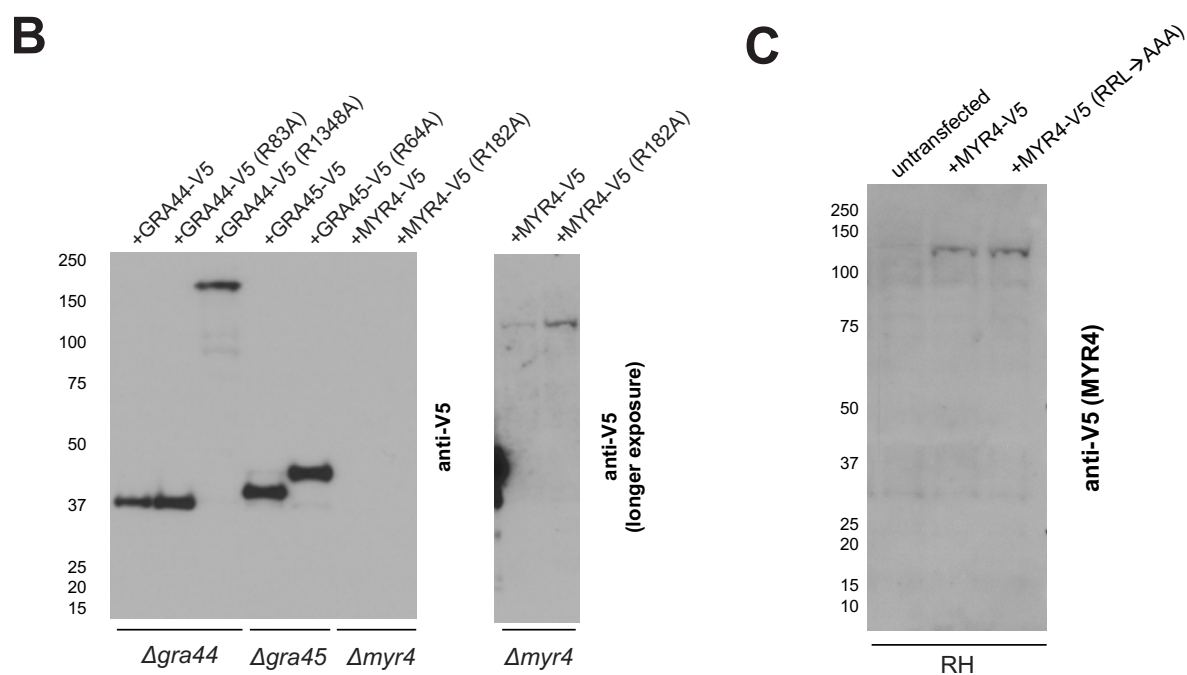 B
+GRA44-V5
+GRA44-V5 (R83A)
+GRA44-V5 (R1348A)
+GRA45-V5
+GRA45-V5 (R64A)
+MYR4-V5
+MYR4-V5 (R182A)
250
150
100
75
50
37
25
20
15
anti-V5
Δgra44
Δgra45
Δmyr4
+MYR4-V5
+MYR4-V5 (R182A)
anti-V5
(longer exposure)
Δmyr4
C
untransfected
+MYR4-V5
+MYR4-V5 (RRL→AAA)
250
150
100
75
50
37
25
20
15
10
anti-V5 (MYR4)
RH